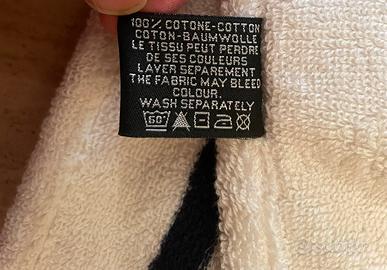 100% COTONE-COTTON
COTON-BAUMWOLLE
LE TISSU PEUT PERDRE
DE SES COULEURS
LAVER SEPAREMENT
THE FABRIC MAY BLEED
COLOUR.
WASH SEPARATELY
60°